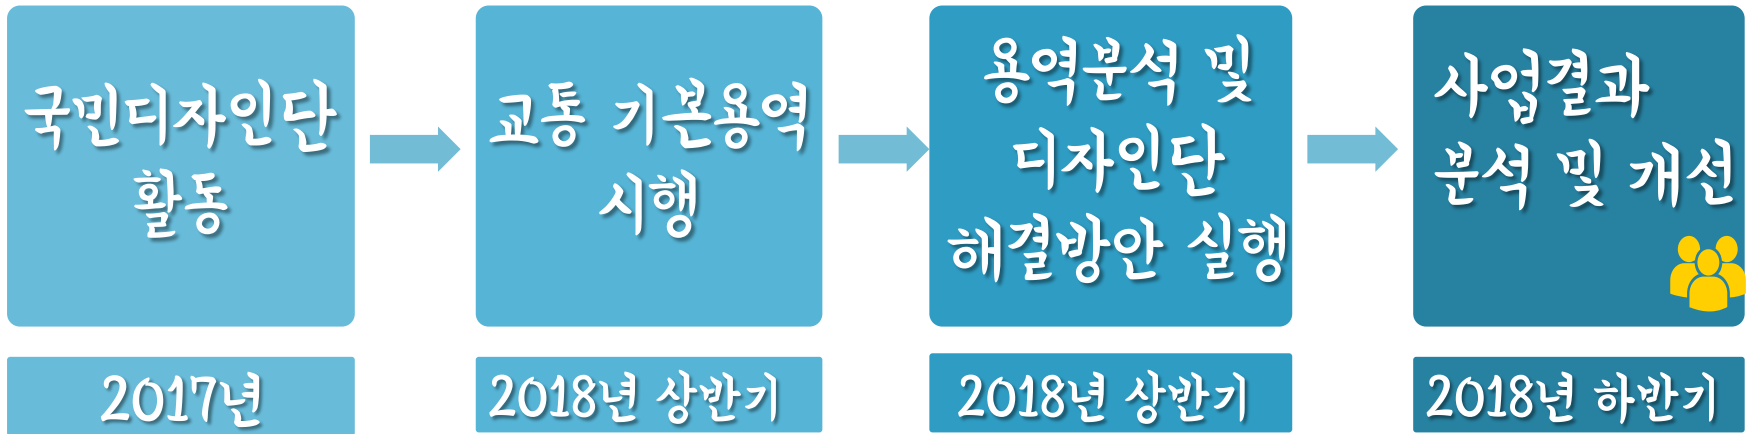 국민디자인단
활동
교통 기본용역
시행
용역분석 및
디자인단
해결방안 실행
사업결과
분석 및 개선
2017년
2018년 상반기
2018년 상반기
2018년 하반기